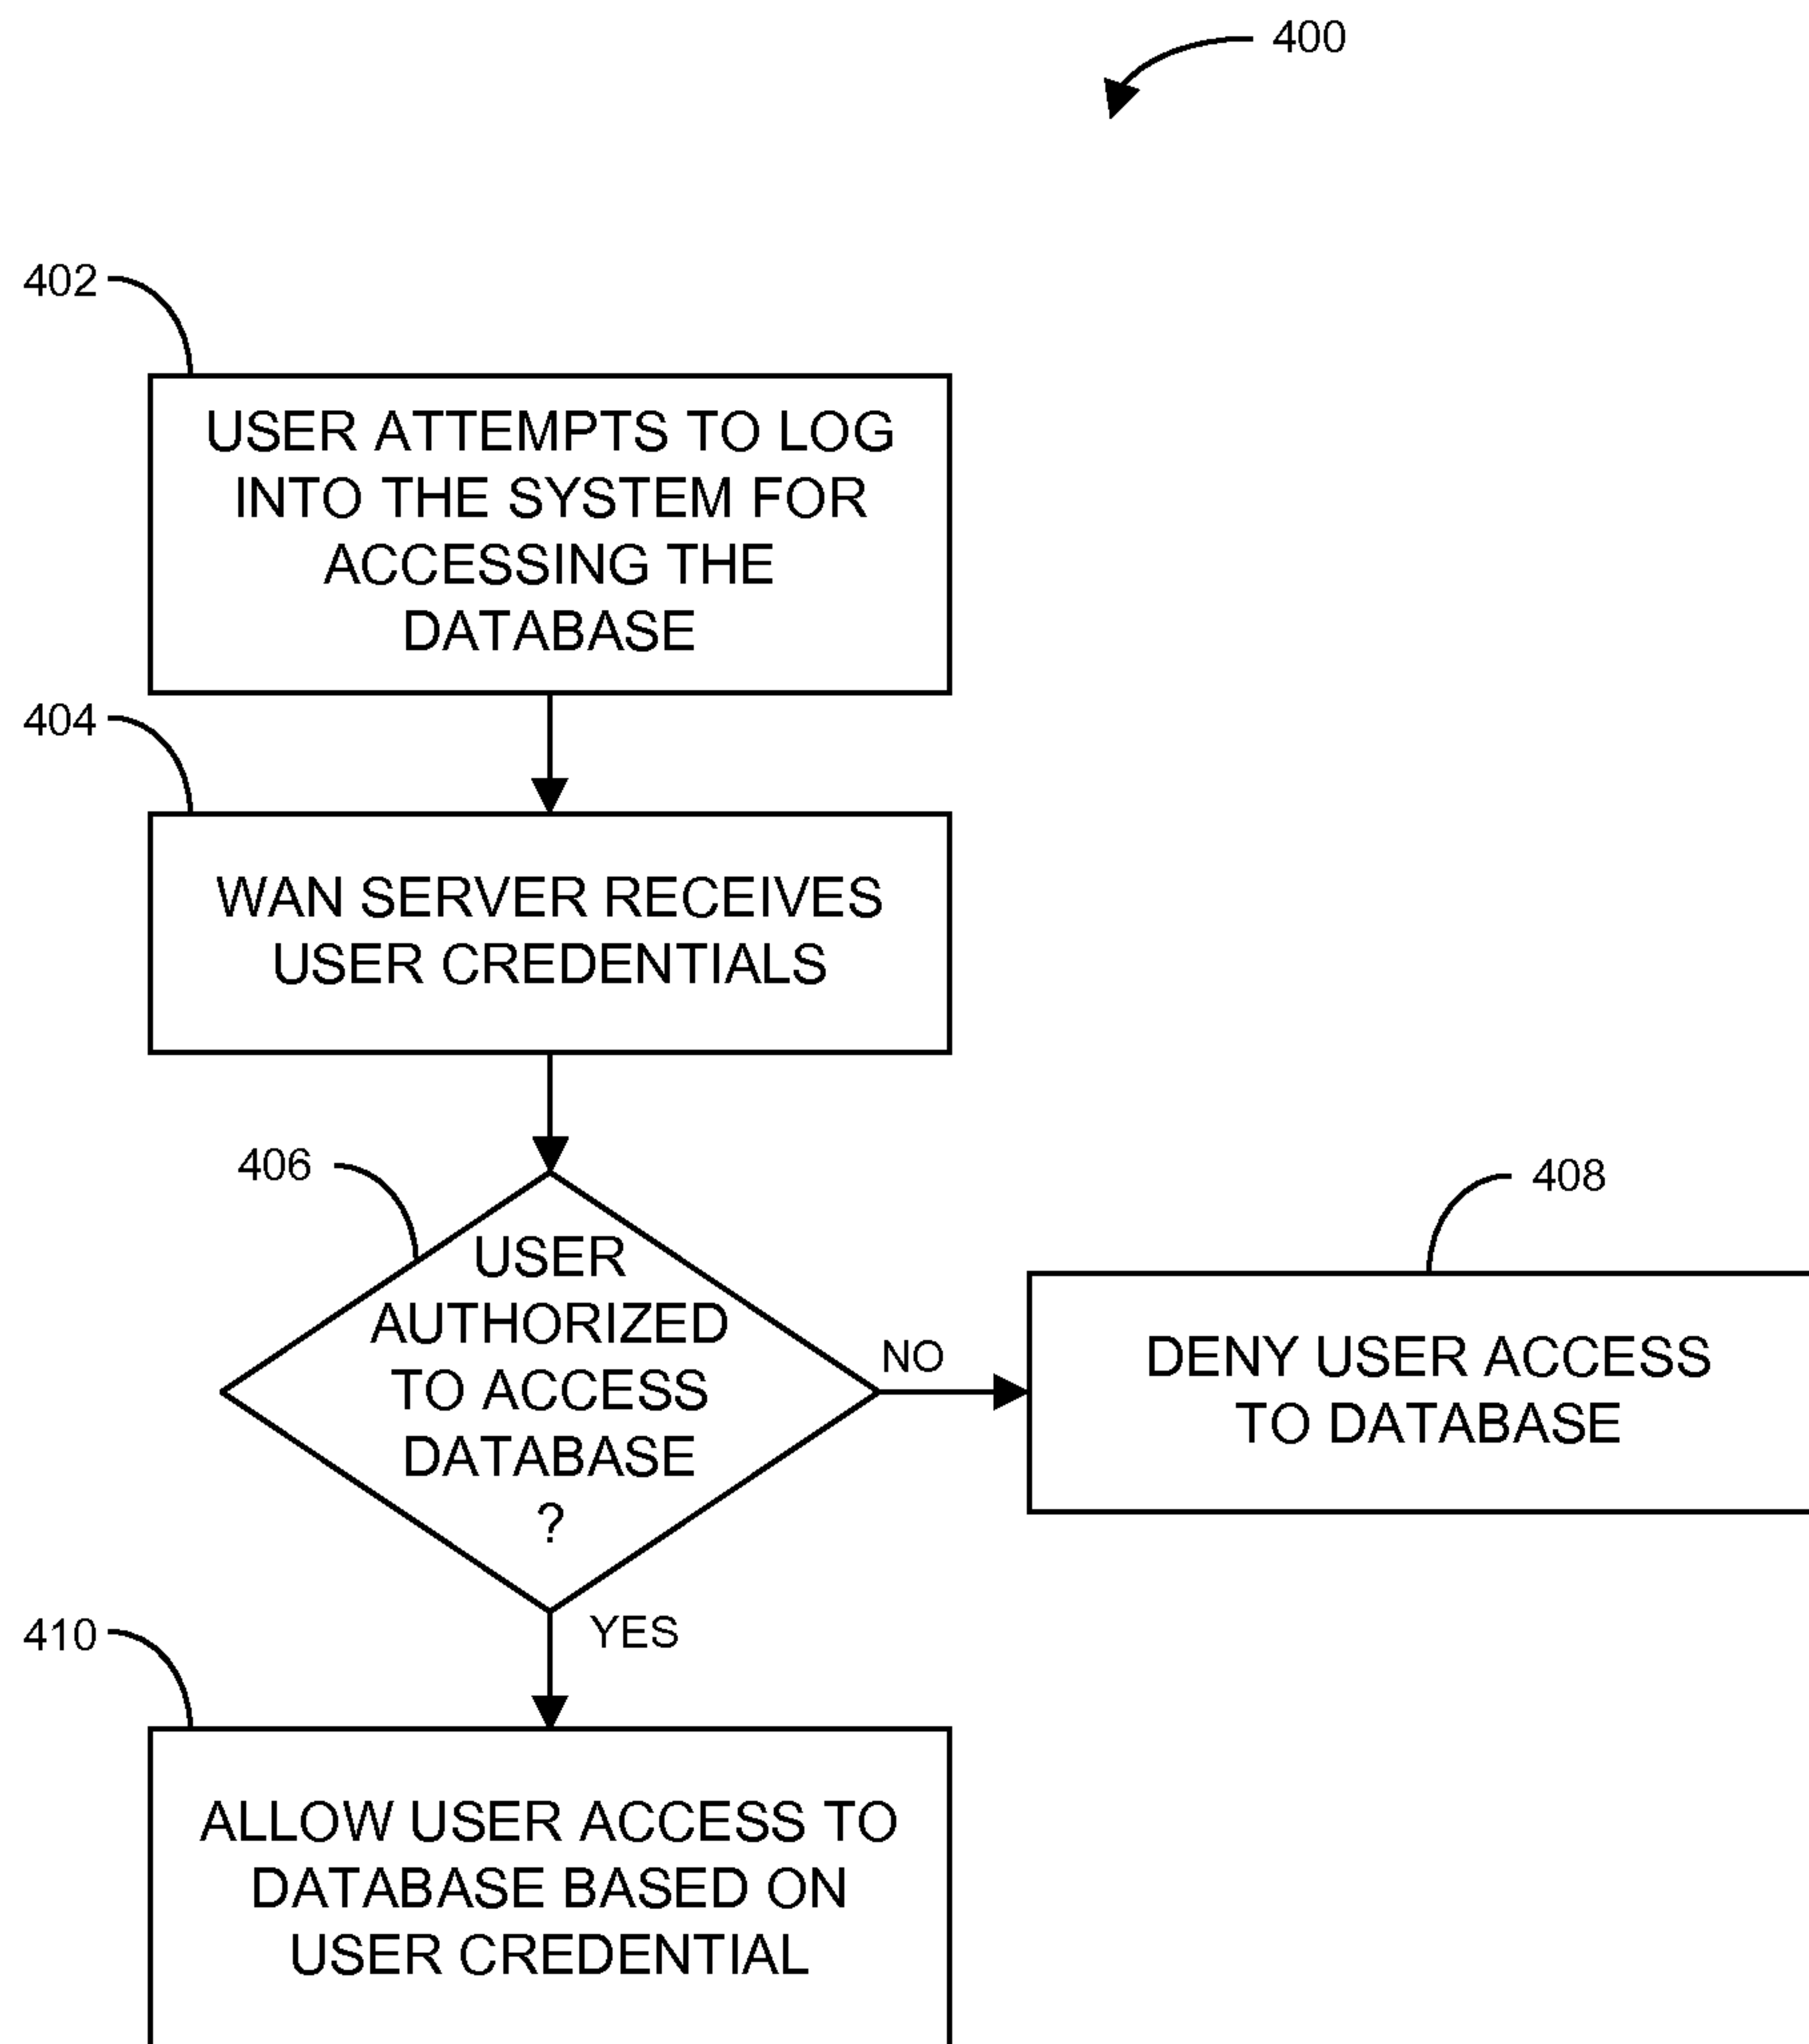 400
402
USER ATTEMPTS TO LOG
INTO THE SYSTEM FOR
ACCESSING THE
DATABASE
404
WAN SERVER RECEIVES
USER CREDENTIALS
406
USER
AUTHORIZED
TO ACCESS
DATABASE
?
NO
408
DENY USER ACCESS
TO DATABASE
YES
410
ALLOW USER ACCESS TO
DATABASE BASED ON
USER CREDENTIAL